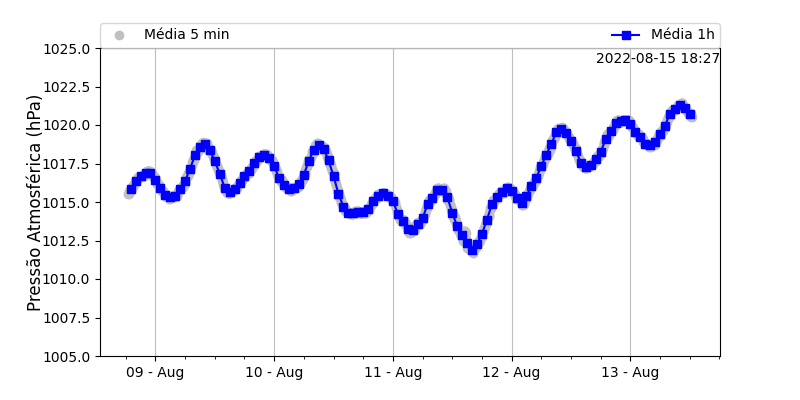 Média 5 min
Média 1h
2022-08-15 18:27
Pressão Atmosférica (hPa)
1025.0
1022.5
1020.0
1017.5
1015.0
1012.5
1010.0
1007.5
1005.0
09 - Aug
10 - Aug
11 - Aug
12 - Aug
13 - Aug